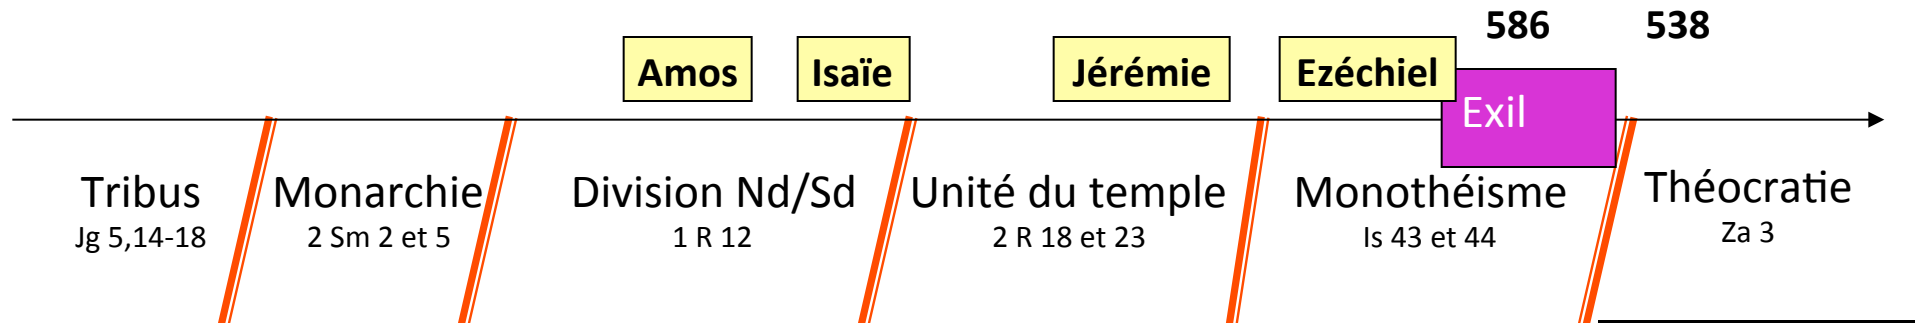 586 538
Amos Isaïe Jérémie Ezéchiel
Exil
Tribus Monarchie Division Nd/Sd Unité du temple Monothéisme Théocratie
Jg 5,14-18 2 Sm 2 et 5 1 R 12 2 R 18 et 23 Is 43 et 44 Za 3